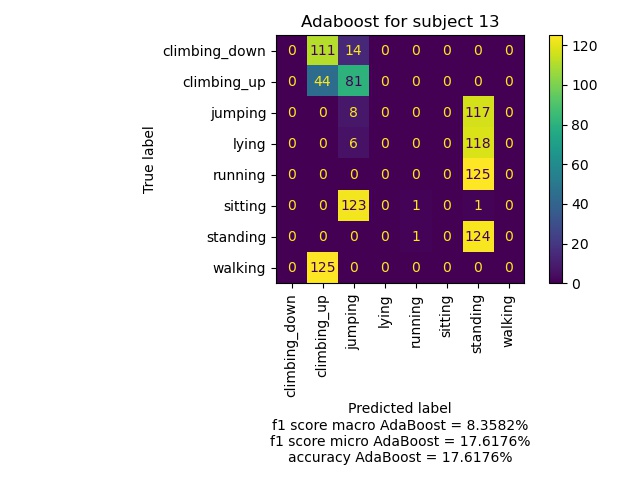 Adaboost for subject 13
True label
climbing_down 0 111 14 0 0 0 0 0
climbing_up 0 44 81 0 0 0 0 0
jumping 0 0 8 0 0 0 117 0
lying 0 0 6 0 0 0 118 0
running 0 0 0 0 0 0 125 0
sitting 0 0 123 0 1 0 1 0
standing 0 0 0 0 1 0 124 0
walking 0 125 0 0 0 0 0 0
climbing_down
climbing_up
jumping
lying
running
sitting
standing
walking
120
100
80
60
40
20
0
Predicted label
f1 score macro AdaBoost = 8.3582%
f1 score micro AdaBoost = 17.6176%
accuracy AdaBoost = 17.6176%